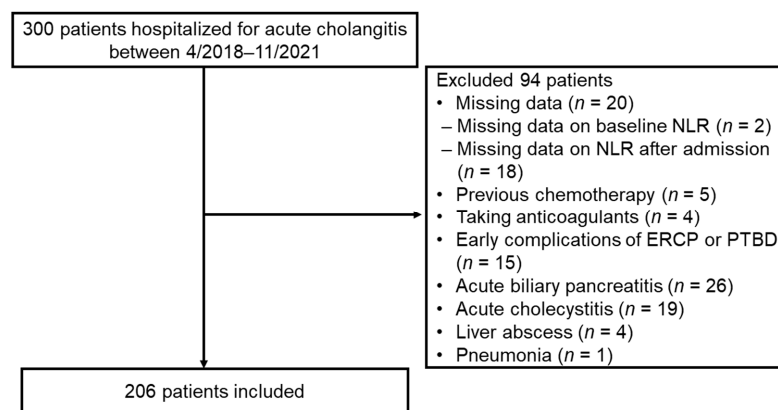 300 patients hospitalized for acute cholangitis
between 4/2018–11/2021
Excluded 94 patients
• Missing data (n = 20)
– Missing data on baseline NLR (n = 2)
– Missing data on NLR after admission
(n = 18)
• Previous chemotherapy (n = 5)
• Taking anticoagulants (n = 4)
• Early complications of ERCP or PTBD
(n = 15)
• Acute biliary pancreatitis (n = 26)
• Acute cholecystitis (n = 19)
• Liver abscess (n = 4)
• Pneumonia (n = 1)
206 patients included